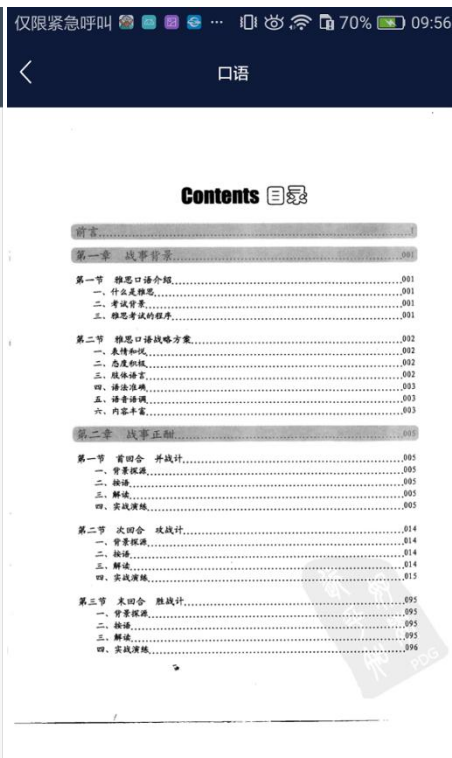 仅限紧急呼叫 ... 70% 09:56
口语
Contents 目录
前言
第一章 战事背景 001
第一节 雅思口语介绍 001
一、什么是雅思 001
二、考试背景 001
三、雅思考试的程序 001
第二节 雅思口语战略方案 002
一、表情和悦 002
二、态度积极 002
三、肢体语言 002
四、语法准确 003
五、语音语调 003
六、内容丰富 003
第二章 战事正酣 005
第一节 首回合 并战计 005
一、背景探源 005
二、按语 005
三、解读 005
四、实战演练 005
第二节 次回合 攻战计 014
一、背景探源 014
二、按语 014
三、解读 014
四、实战演练 015
第三节 末回合 胜战计 095
一、背景探源 095
二、按语 095
三、解读 095
四、实战演练 096
PDG